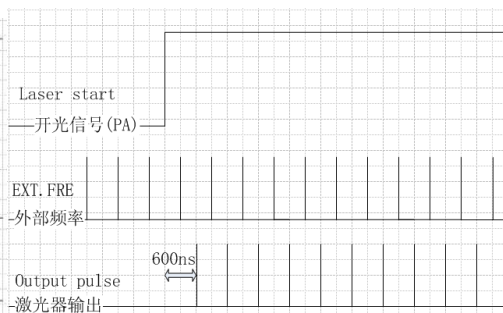 Laser start
开光信号(PA)
EXT.FRE
外部频率
600ns
Output pulse
激光器输出